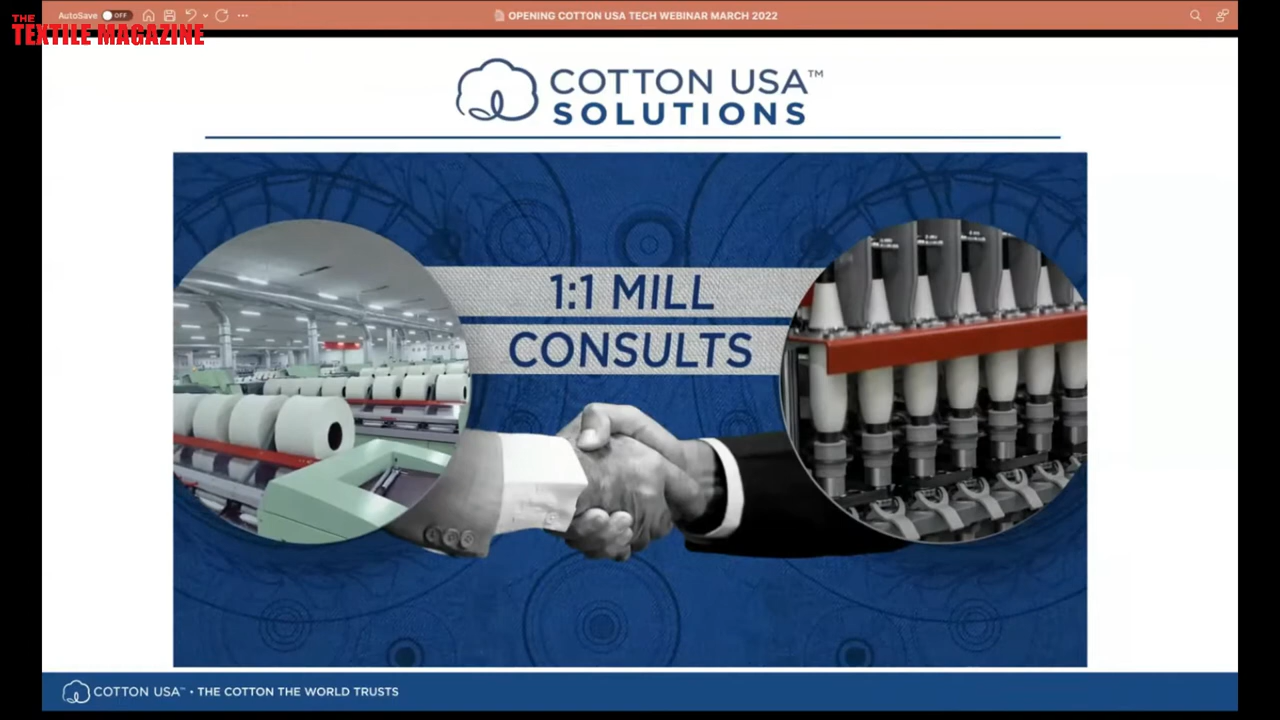 THE
TEXTILE MAGAZINE
AutoSave OFF
OPENING COTTON USA TECH WEBINAR MARCH 2022
COTTON USA™
SOLUTIONS
1:1 MILL
CONSULTS
COTTON USA™ • THE COTTON THE WORLD TRUSTS